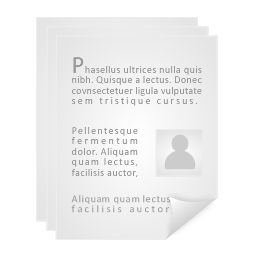 Phasellus ultrices nulla quis
nibh. Quisque a lectus. Donec
covnsectetuer ligula vulputate
sem tristique cursus.
Pellentesque
fermentum
dolor. Aliquam
quam lectus,
facilisis auctor,
Aliquam quam lectus
facilisis auctor